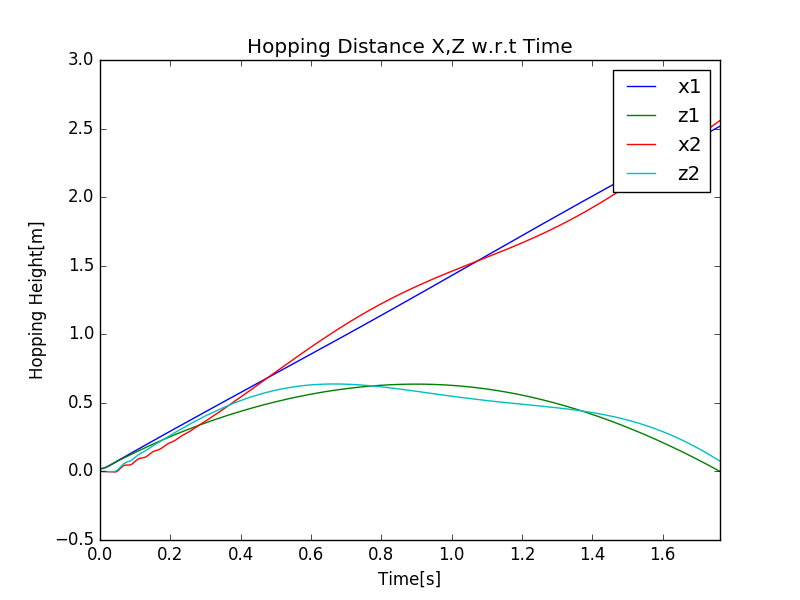 Hopping Distance X,Z w.r.t Time
3.0
2.5
2.0
1.5
1.0
0.5
0.0
−0.5
Hopping Height[m]
x1
z1
x2
z2
0.0 0.2 0.4 0.6 0.8 1.0 1.2 1.4 1.6
Time[s]